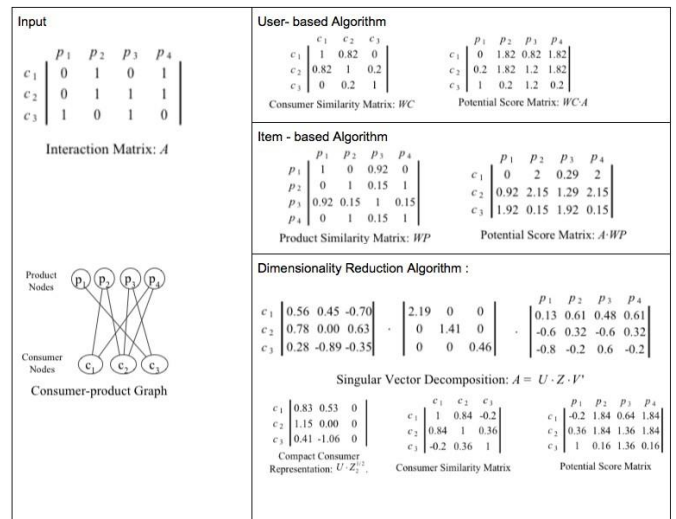 Input
p1 p2 p3 p4
c1 0 1 0 1
c2 0 1 1 1
c3 1 0 1 0
Interaction Matrix: A
Product
Nodes
p1 p2 p3 p4
Consumer
Nodes
c1 c2 c3
Consumer-product Graph
User- based Algorithm
c1 c2 c3
c1 1 0.82 0
c2 0.82 1 0.2
c3 0 0.2 1
Consumer Similarity Matrix: WC
p1 p2 p3 p4
c1 0 1.82 0.82 1.82
c2 0.2 1.82 1.2 1.82
c3 1 0.2 1.2 0.2
Potential Score Matrix: WC·A
Item - based Algorithm
p1 p2 p3 p4
p1 1 0 0.92 0
p2 0 1 0.15 1
p3 0.92 0.15 1 0.15
p4 0 1 0.15 1
Product Similarity Matrix: WP
p1 p2 p3 p4
c1 0 2 0.29 2
c2 0.92 2.15 1.29 2.15
c3 1.92 0.15 1.92 0.15
Potential Score Matrix: A·WP
Dimensionality Reduction Algorithm :
c1 0.56 0.45 -0.70
c2 0.78 0.00 0.63
c3 0.28 -0.89 -0.35
·
2.19 0 0
0 1.41 0
0 0 0.46
·
p1 p2 p3 p4
0.13 0.61 0.48 0.61
-0.6 0.32 -0.6 0.32
-0.8 -0.2 0.6 -0.2
Singular Vector Decomposition: A = U · Z · V'
c1 0.83 0.53 0
c2 1.15 0.00 0
c3 0.41 -1.06 0
Compact Consumer
Representation: U·Z₂^1/2.
c1 c2 c3
c1 1 0.84 -0.2
c2 0.84 1 0.36
c3 -0.2 0.36 1
Consumer Similarity Matrix
p1 p2 p3 p4
c1 -0.2 1.84 0.64 1.84
c2 0.36 1.84 1.36 1.84
c3 1 0.16 1.36 0.16
Potential Score Matrix